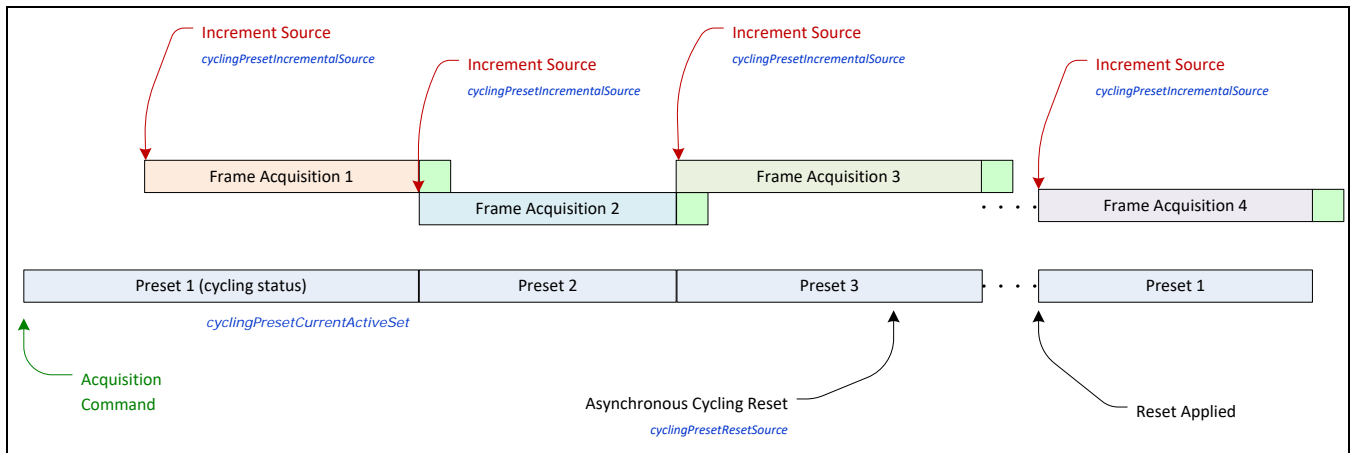 Increment Source
cyclingPresetIncrementalSource
Increment Source
cyclingPresetIncrementalSource
Increment Source
cyclingPresetIncrementalSource
Increment Source
cyclingPresetIncrementalSource
Frame Acquisition 1
Frame Acquisition 2
Frame Acquisition 3
Frame Acquisition 4
Preset 1 (cycling status)
Preset 2
Preset 3
Preset 1
cyclingPresetCurrentActiveSet
Acquisition
Command
Asynchronous Cycling Reset
cyclingPresetResetSource
Reset Applied